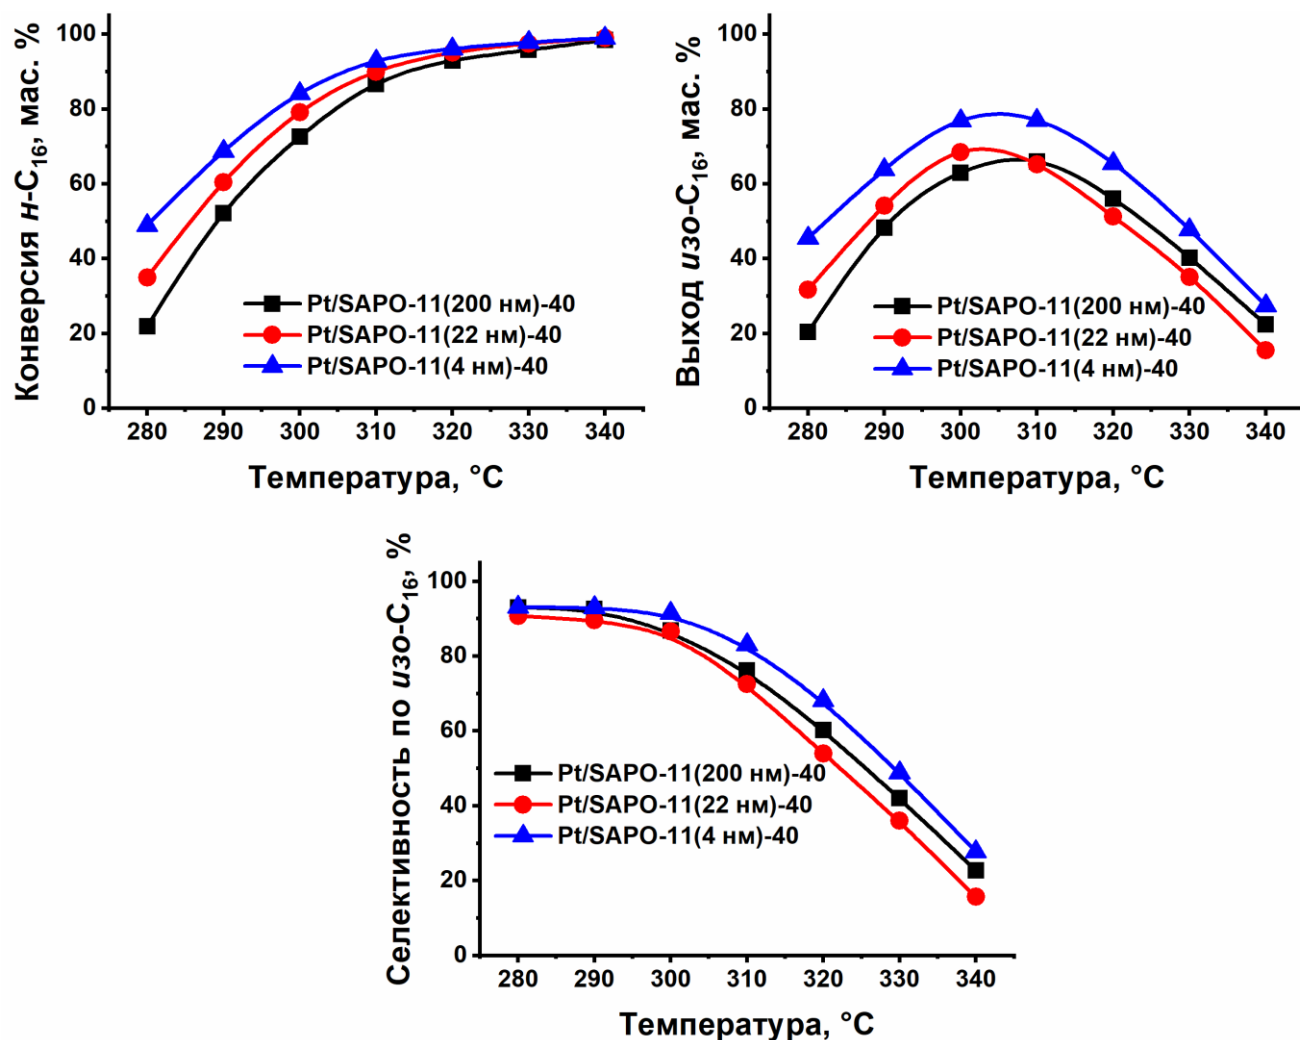 Конверсия н-C16, мас. %
100
80
60
40
20
0
280 290 300 310 320 330 340
Температура, °C
Pt/SAPO-11(200 нм)-40
Pt/SAPO-11(22 нм)-40
Pt/SAPO-11(4 нм)-40
Выход изо-C16, мас. %
100
80
60
40
20
0
280 290 300 310 320 330 340
Температура, °C
Pt/SAPO-11(200 нм)-40
Pt/SAPO-11(22 нм)-40
Pt/SAPO-11(4 нм)-40
Селективность по изо-C16, %
100
80
60
40
20
0
280 290 300 310 320 330 340
Температура, °C
Pt/SAPO-11(200 нм)-40
Pt/SAPO-11(22 нм)-40
Pt/SAPO-11(4 нм)-40